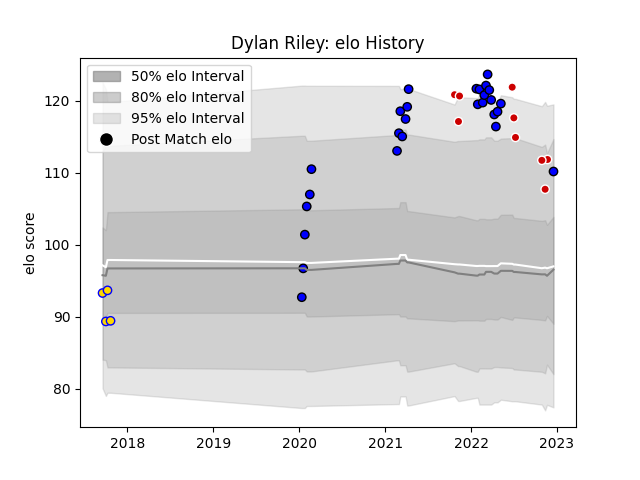 Dylan Riley: elo History
50% elo Interval
80% elo Interval
95% elo Interval
Post Match elo
elo score
120
110
100
90
80
2018 2019 2020 2021 2022 2023